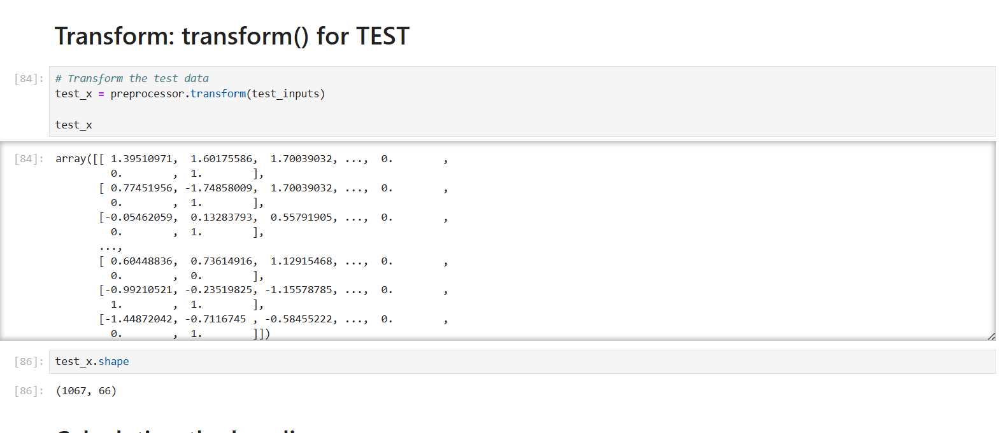 Transform: transform() for TEST
[84]: # Transform the test data
test_x = preprocessor.transform(test_inputs)
test_x
[84]: array([[ 1.39510971,  1.60175586,  1.70039032, ...,  0.        ,
         0.        ,  1.        ],
       [ 0.77451956, -1.74858009,  1.70039032, ...,  0.        ,
         0.        ,  1.        ],
       [-0.05462059,  0.13283793,  0.55791905, ...,  0.        ,
         0.        ,  1.        ],
       ...,
       [ 0.60448836,  0.73614916,  1.12915468, ...,  0.        ,
         0.        ,  0.        ],
       [-0.99210521, -0.23519825, -1.15578785, ...,  0.        ,
         1.        ,  1.        ],
       [-1.44872042, -0.7116745 , -0.58455222, ...,  0.        ,
         0.        ,  1.        ]])
[86]: test_x.shape
[86]: (1067, 66)